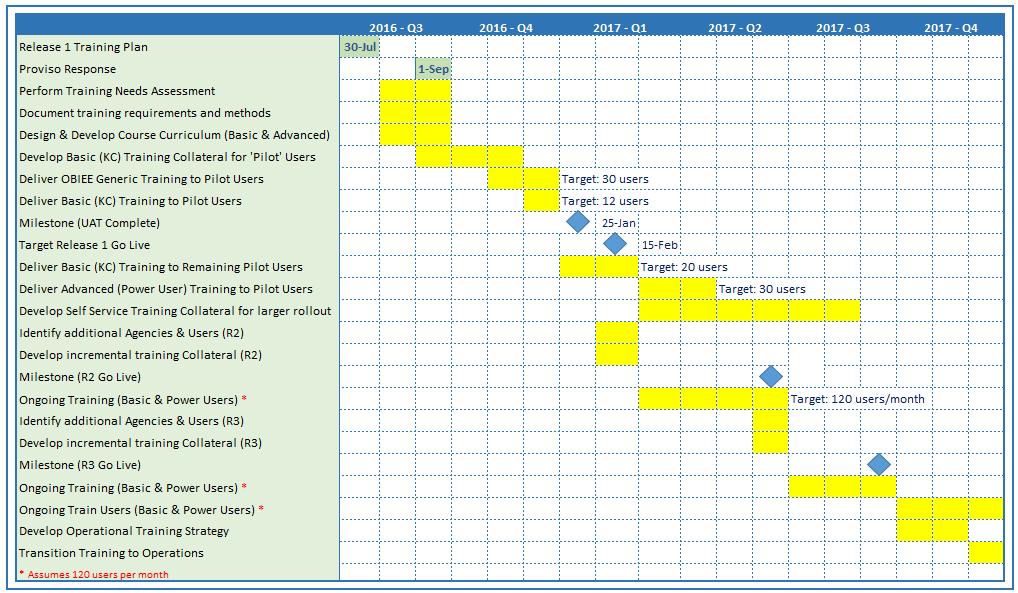 2016 - Q3 2016 - Q4 2017 - Q1 2017 - Q2 2017 - Q3 2017 - Q4
Release 1 Training Plan 30-Jul
Proviso Response 1-Sep
Perform Training Needs Assessment
Document training requirements and methods
Design & Develop Course Curriculum (Basic & Advanced)
Develop Basic (KC) Training Collateral for 'Pilot' Users
Deliver OBIEE Generic Training to Pilot Users Target: 30 users
Deliver Basic (KC) Training to Pilot Users Target: 12 users
Milestone (UAT Complete) 25-Jan
Target Release 1 Go Live 15-Feb
Deliver Basic (KC) Training to Remaining Pilot Users Target: 20 users
Deliver Advanced (Power User) Training to Pilot Users Target: 30 users
Develop Self Service Training Collateral for larger rollout
Identify additional Agencies & Users (R2)
Develop incremental training Collateral (R2)
Milestone (R2 Go Live)
Ongoing Training (Basic & Power Users) * Target: 120 users/month
Identify additional Agencies & Users (R3)
Develop incremental training Collateral (R3)
Milestone (R3 Go Live)
Ongoing Training (Basic & Power Users) *
Ongoing Train Users (Basic & Power Users) *
Develop Operational Training Strategy
Transition Training to Operations
* Assumes 120 users per month